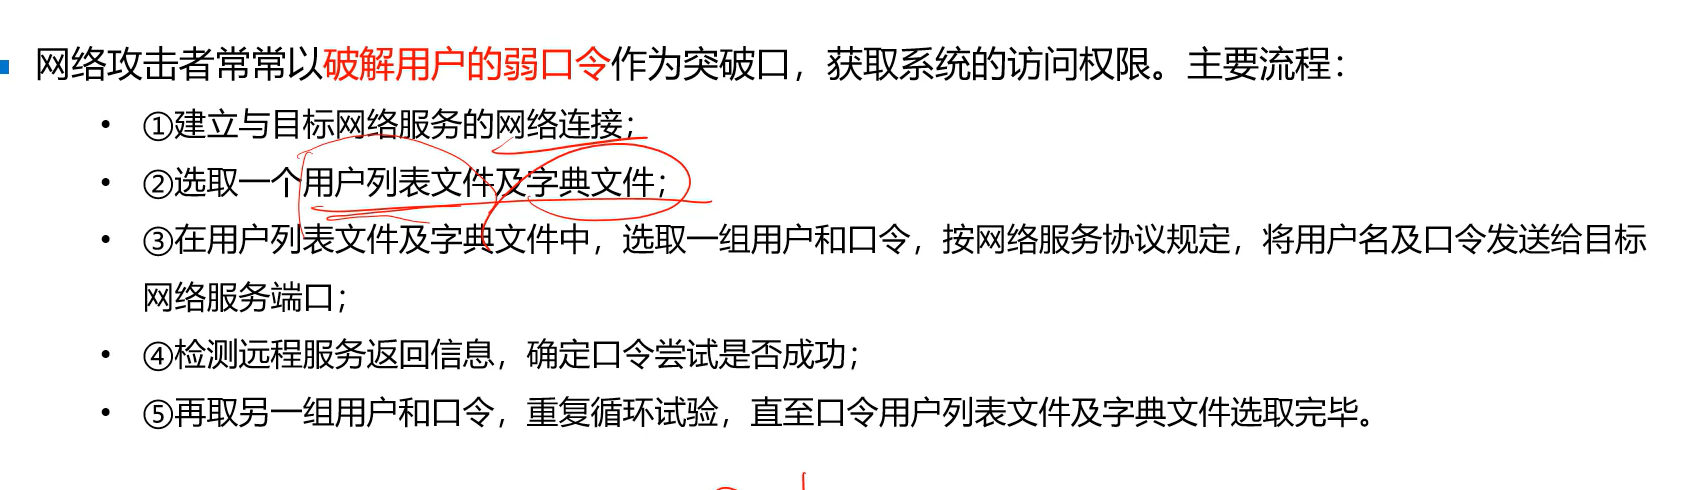 网络攻击者常常以破解用户的弱口令作为突破口，获取系统的访问权限。主要流程：
①建立与目标网络服务的网络连接；
②选取一个用户列表文件及字典文件；
③在用户列表文件及字典文件中，选取一组用户和口令，按网络服务协议规定，将用户名及口令发送给目标
网络服务端口；
④检测远程服务返回信息，确定口令尝试是否成功；
⑤再取另一组用户和口令，重复循环试验，直至口令用户列表文件及字典文件选取完毕。